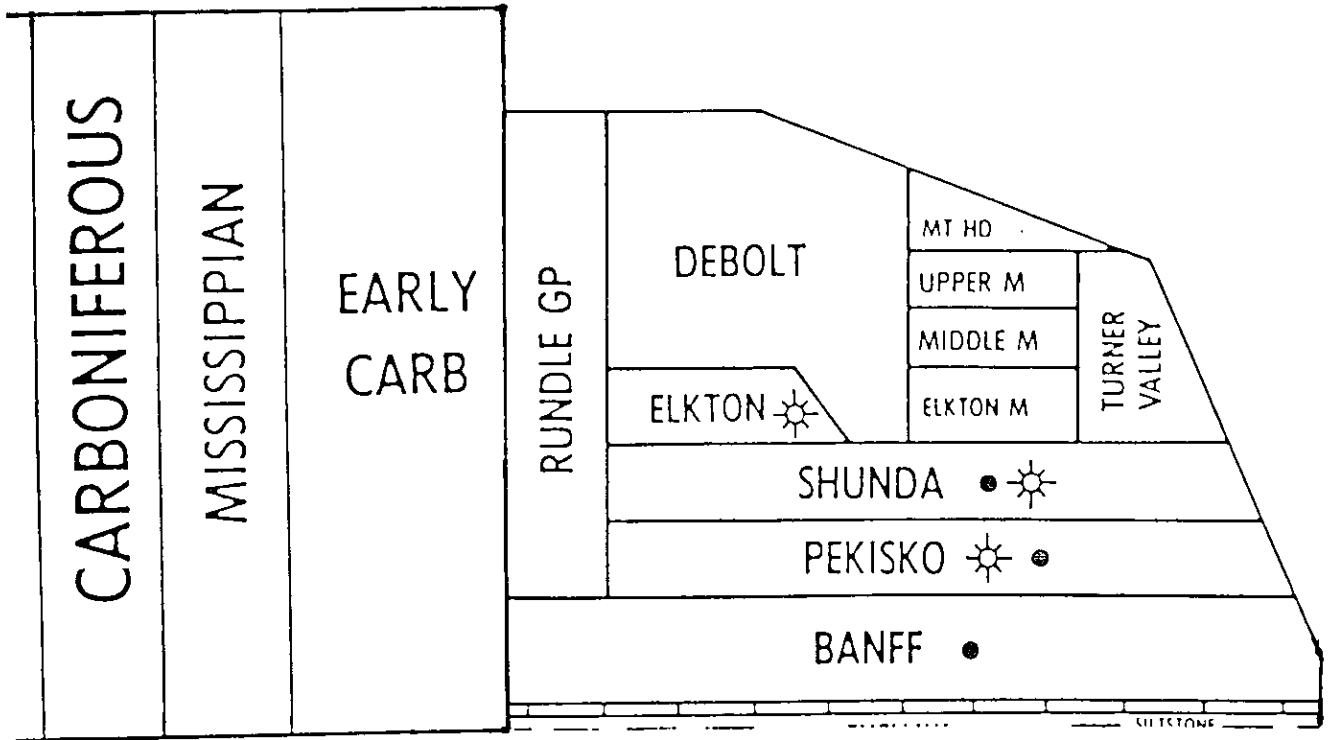 CARBONIFEROUS
MISSISSIPPIAN
EARLY
CARB
RUNDLE GP
DEBOLT
MT HD
UPPER M
MIDDLE M
ELKTON M
TURNER
VALLEY
ELKTON
SHUNDA
PEKISKO
BANFF
SILTSTONE